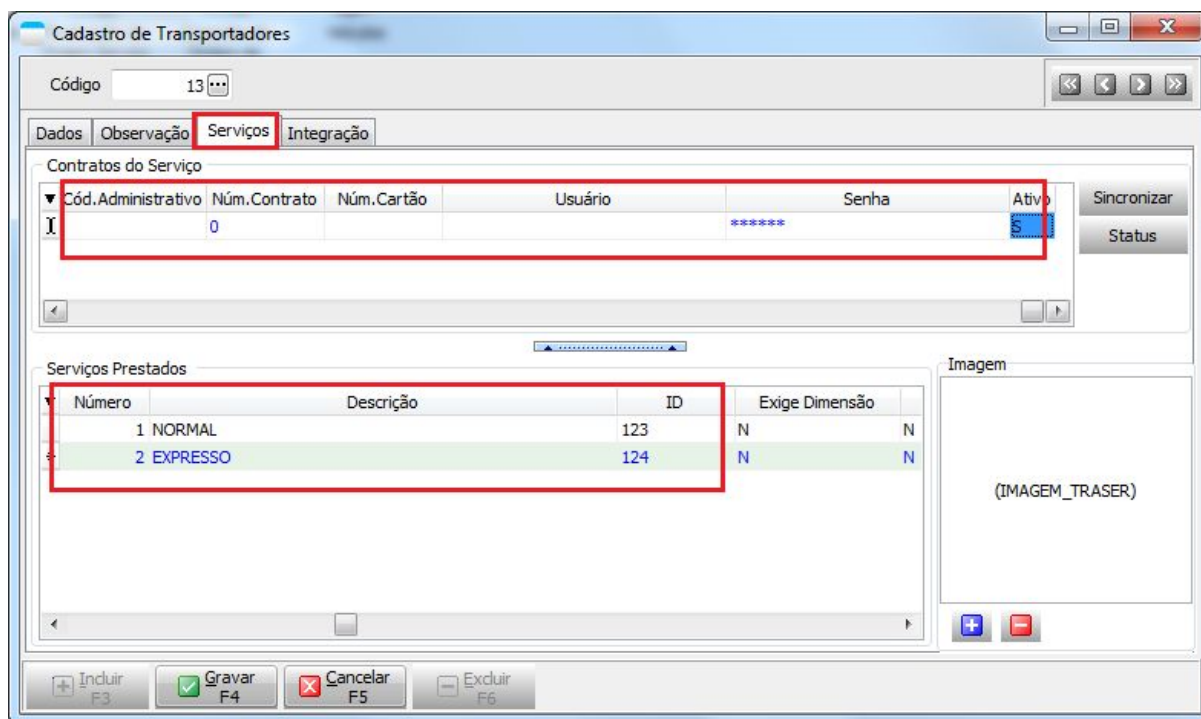 Cadastro de Transportadores
Código 13
Dados Observação Serviços Integração
Contratos do Serviço
Cód.Administrativo Núm.Contrato Núm.Cartão Usuário Senha Ativo
0 ****** S
Sincronizar
Status
Serviços Prestados
Número Descrição ID Exige Dimensão
1 NORMAL 123 N N
2 EXPRESSO 124 N N
Imagem
(IMAGEM_TRASER)
Incluir Gravar Cancelar Excluir
F3 F4 F5 F6